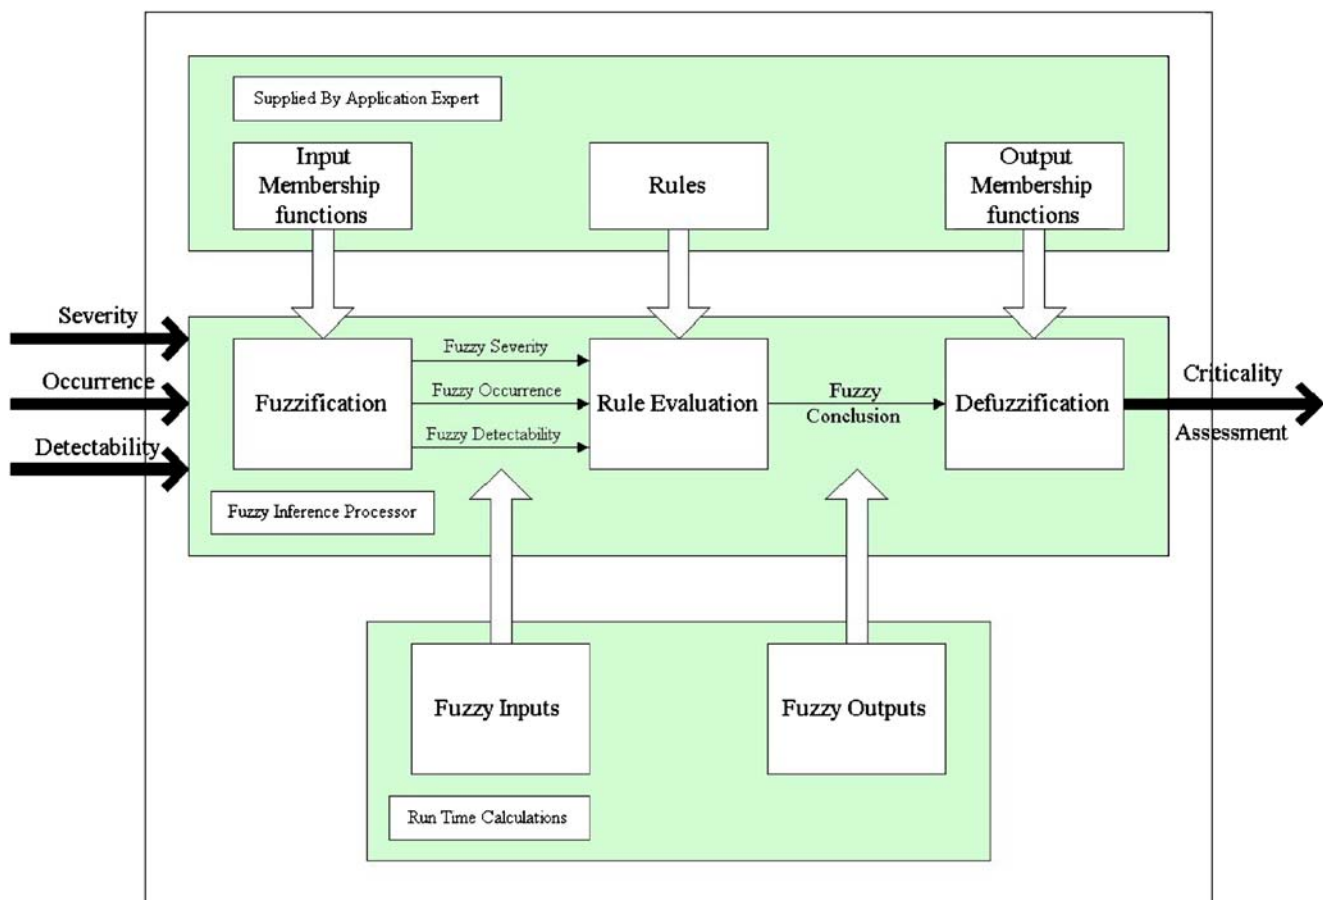 Supplied By Application Expert
Input
Membership
functions
Rules
Output
Membership
functions
Severity
Occurrence
Detectability
Fuzzification
Fuzzy Severity
Fuzzy Occurrence
Fuzzy Detectability
Rule Evaluation
Fuzzy
Conclusion
Defuzzification
Criticality
Assessment
Fuzzy Inference Processor
Fuzzy Inputs
Fuzzy Outputs
Run Time Calculations